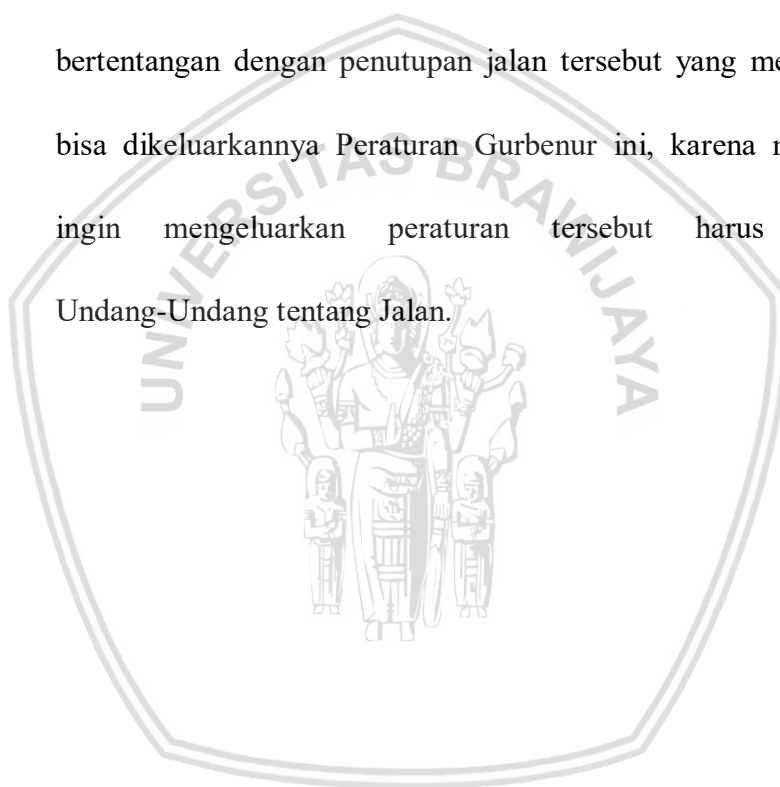 bertentangan dengan penutupan jalan tersebut yang
bisa dikeluarkannya Peraturan Gurbenur ini, karena
ingin mengeluarkan peraturan tersebut harus
Undang-Undang tentang Jalan.
UNIVERSITAS BRAWIJAYA